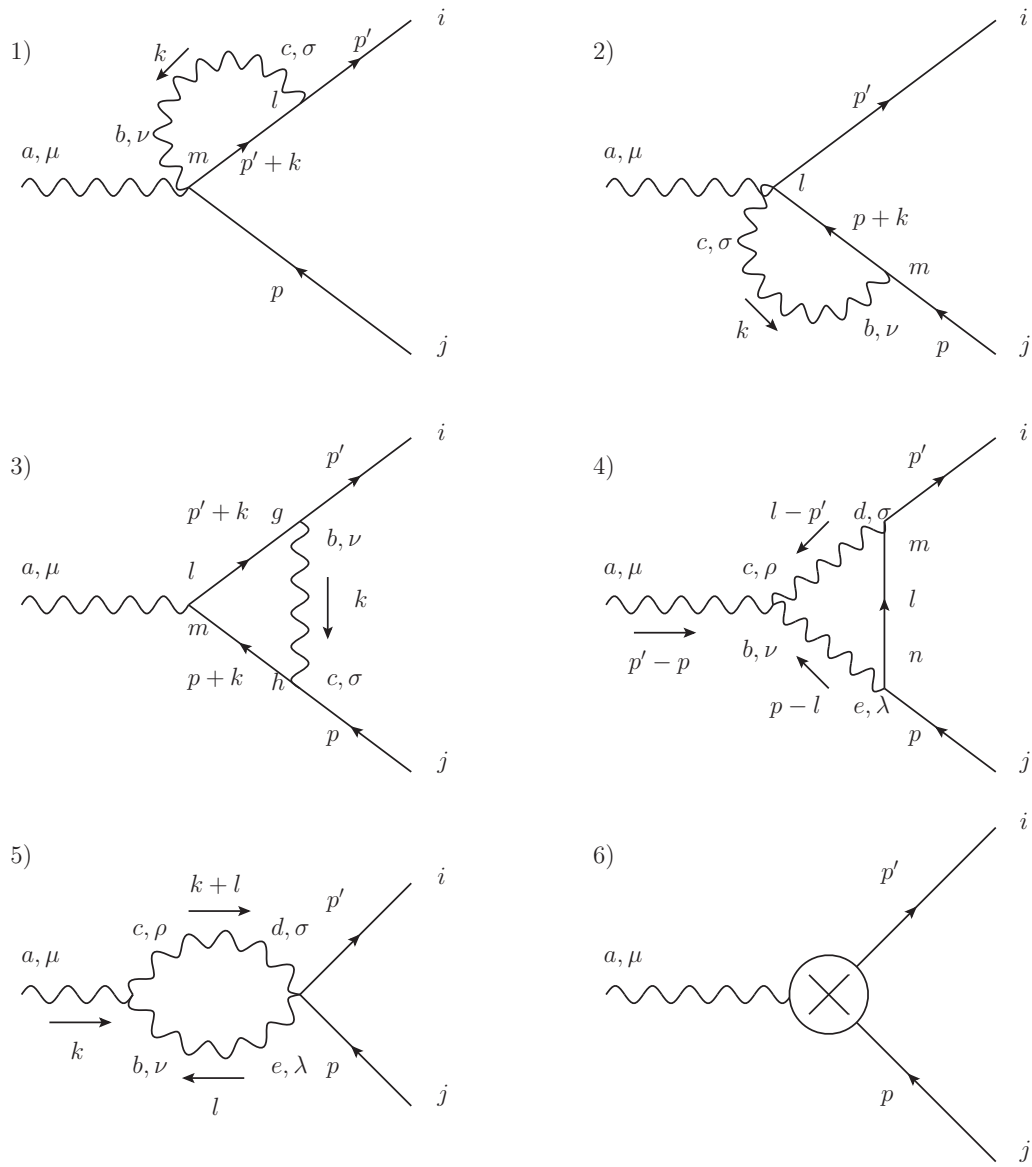 1)
i
k
c, σ
p′
l
b, ν
a, μ
m
p′ + k
p
j
2)
i
p′
a, μ
l
p + k
c, σ
m
k
b, ν
p
j
3)
i
p′
p′ + k
g
b, ν
a, μ
l
k
m
p + k
h
c, σ
p
j
4)
i
p′
l − p′
d, σ
m
a, μ
c, ρ
l
p′ − p
b, ν
n
p − l
e, λ
p
j
5)
i
k + l
p′
c, ρ
d, σ
a, μ
k
b, ν
e, λ
p
l
j
6)
i
p′
a, μ
p
j